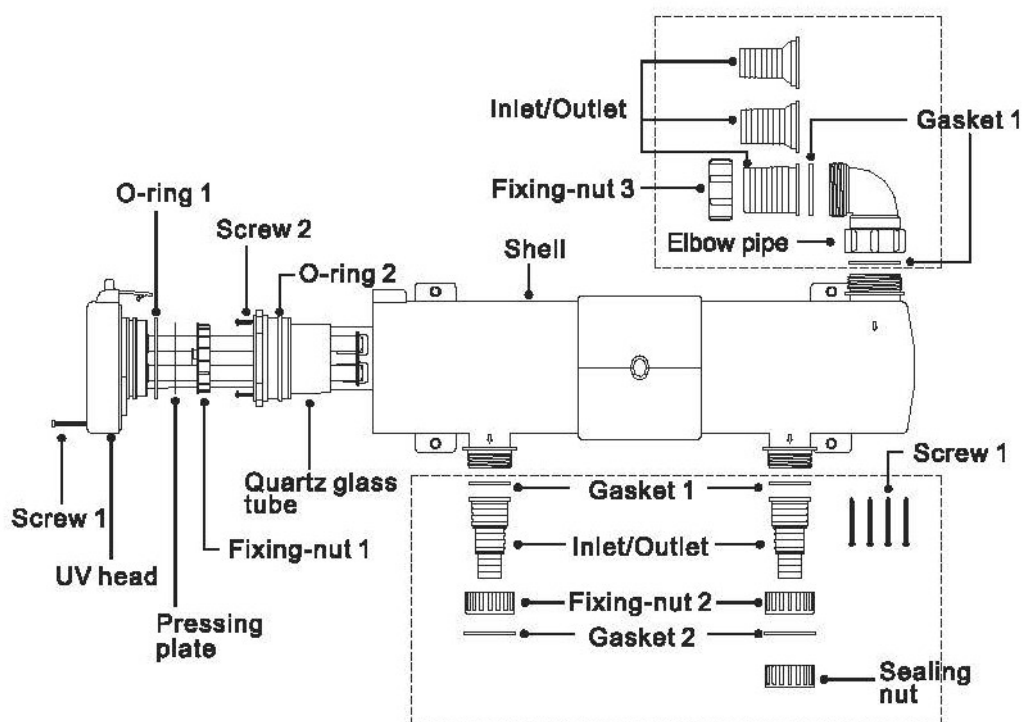 Inlet/Outlet
Gasket 1
Fixing-nut 3
O-ring 1
Screw 2
Elbow pipe
Shell
O-ring 2
Quartz glass
tube
Screw 1
Gasket 1
Screw 1
Fixing-nut 1
Inlet/Outlet
UV head
Fixing-nut 2
Pressing
plate
Gasket 2
Sealing
nut